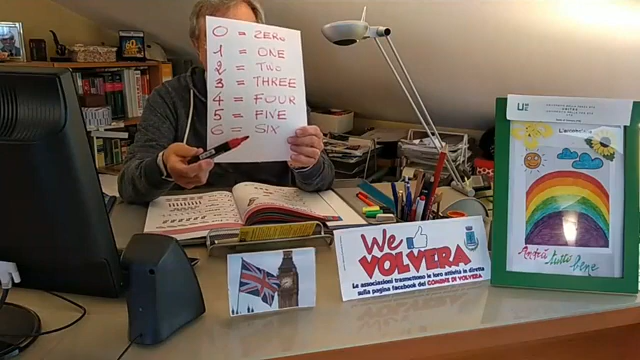 0 = ZERO
1 = ONE
2 = TWO
3 = THREE
4 = FOUR
5 = FIVE
6 = SIX
We
VOLVERA
Le associazioni trasmettono le loro attività in diretta
sulla pagina facebook del COMUNE DI VOLVERA
L'arcobaleno
Andrà tutto bene